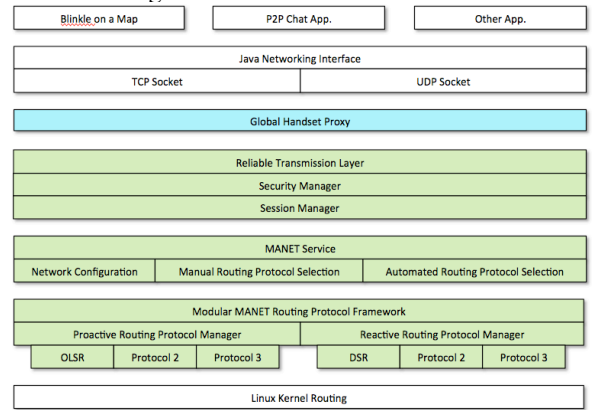 Blinkle on a Map P2P Chat App. Other App.
Java Networking Interface
TCP Socket UDP Socket
Global Handset Proxy
Reliable Transmission Layer
Security Manager
Session Manager
MANET Service
Network Configuration Manual Routing Protocol Selection Automated Routing Protocol Selection
Modular MANET Routing Protocol Framework
Proactive Routing Protocol Manager Reactive Routing Protocol Manager
OLSR Protocol 2 Protocol 3 DSR Protocol 2 Protocol 3
Linux Kernel Routing